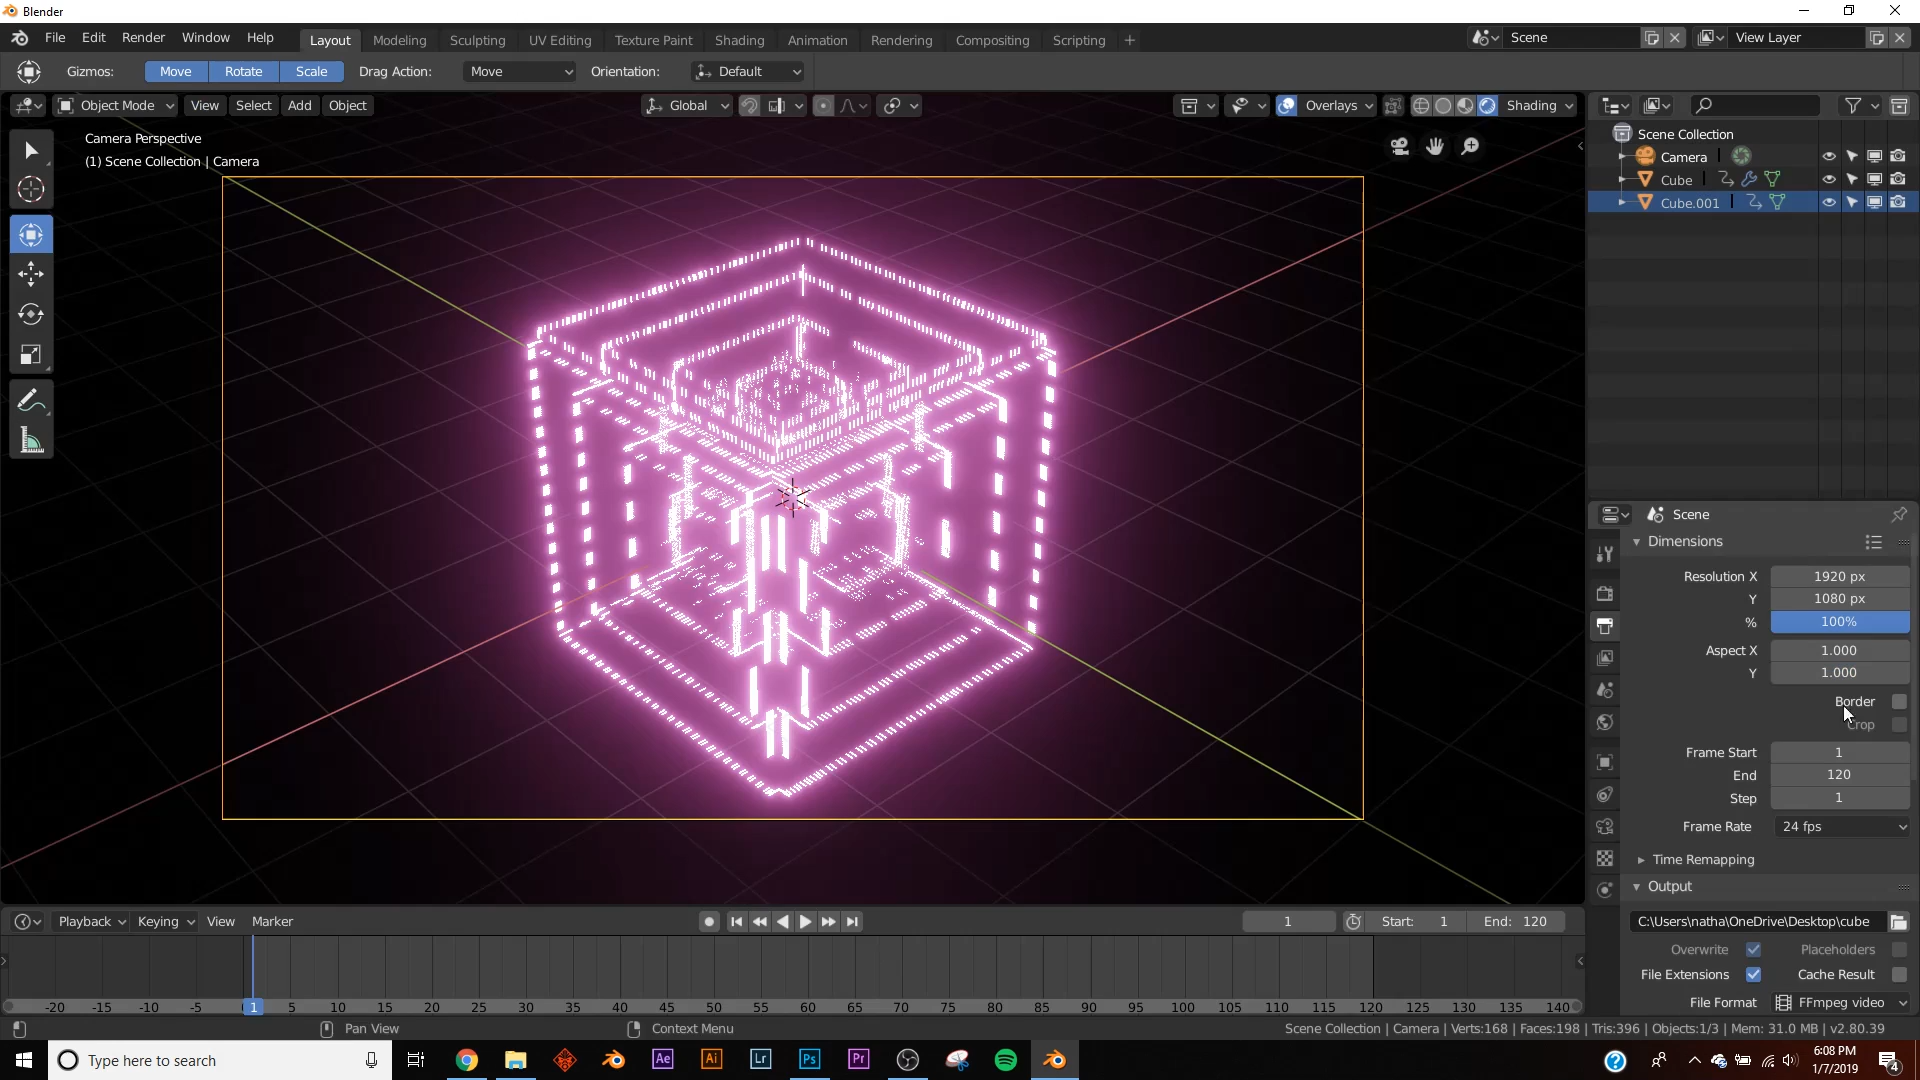 Blender
File Edit Render Window Help
Layout Modeling Sculpting UV Editing Texture Paint Shading Animation Rendering Compositing Scripting +
Scene
View Layer
Gizmos: Move Rotate Scale Drag Action: Move Orientation: Default
Object Mode View Select Add Object Global Overlays Shading
Camera Perspective
(1) Scene Collection | Camera
Scene Collection
Camera
Cube
Cube.001
Scene
Dimensions
Resolution X 1920 px
Y 1080 px
% 100%
Aspect X 1.000
Y 1.000
Border
Crop
Frame Start 1
End 120
Step 1
Frame Rate 24 fps
Time Remapping
Output
C:\Users\natha\OneDrive\Desktop\cube
Overwrite Placeholders
File Extensions Cache Result
File Format FFmpeg video
Playback Keying View Marker 1 Start: 1 End: 120
-20 -15 -10 -5 1 5 10 15 20 25 30 35 40 45 50 55 60 65 70 75 80 85 90 95 100 105 110 115 120 125 130 135 140
Pan View Context Menu Scene Collection | Camera | Verts:168 | Faces:198 | Tris:396 | Objects:1/3 | Mem: 31.0 MB | v2.80.39
Type here to search
Ae Ai Lr Ps Pr
6:08 PM
1/7/2019
4